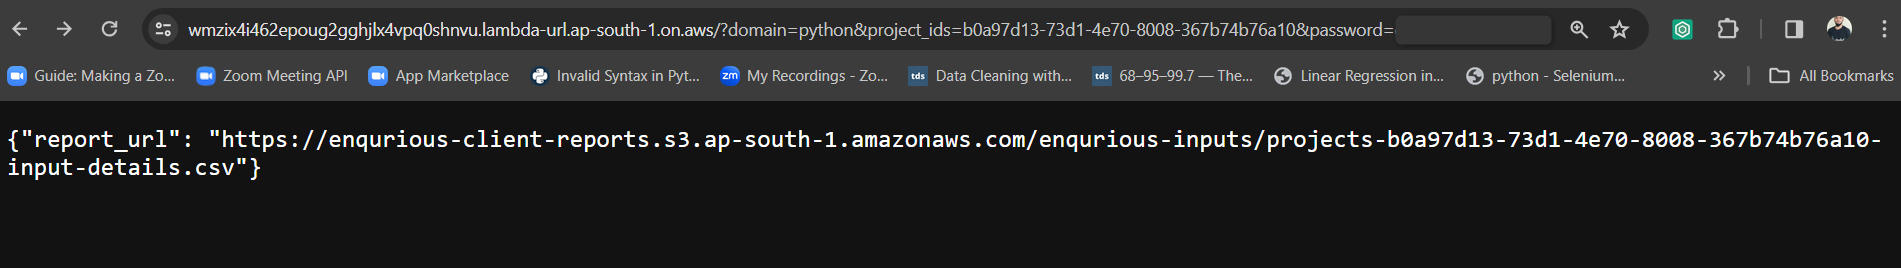 wmzix4i462epoug2gghjlx4vpq0shnvu.lambda-url.ap-south-1.on.aws/?domain=python&project_ids=b0a97d13-73d1-4e70-8008-367b74b76a10&password=
Guide: Making a Zo... Zoom Meeting API App Marketplace Invalid Syntax in Pyt... zm My Recordings - Zo... tds Data Cleaning with... tds 68–95–99.7 — The... Linear Regression in... python - Selenium... » All Bookmarks
{"report_url": "https://enqurious-client-reports.s3.ap-south-1.amazonaws.com/enqurious-inputs/projects-b0a97d13-73d1-4e70-8008-367b74b76a10-
input-details.csv"}